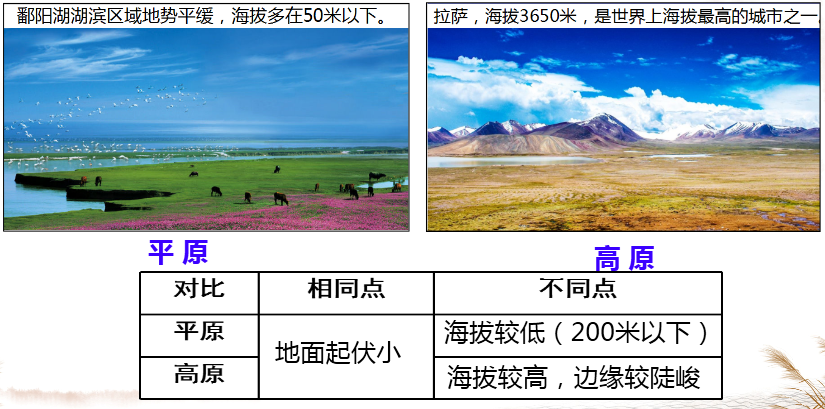 鄱阳湖湖滨区域地势平缓，海拔多在50米以下。
拉萨，海拔3650米，是世界上海拔最高的城市之一。
平 原
高 原
对比 相同点 不同点
平原 地面起伏小 海拔较低（200米以下）
高原 海拔较高，边缘较陡峻